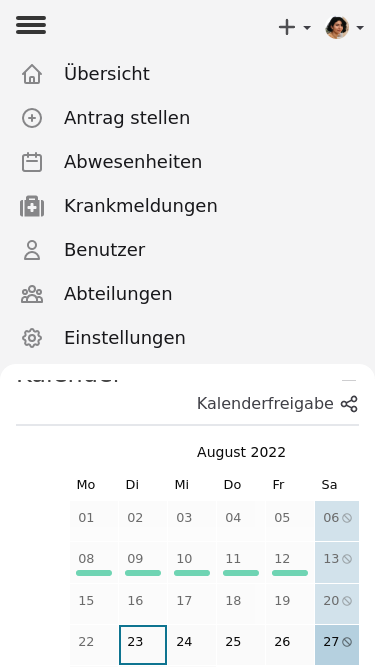 Übersicht
Antrag stellen
Abwesenheiten
Krankmeldungen
Benutzer
Abteilungen
Einstellungen
Kalender
Kalenderfreigabe
August 2022
Mo Di Mi Do Fr Sa
01 02 03 04 05 06
08 09 10 11 12 13
15 16 17 18 19 20
22 23 24 25 26 27